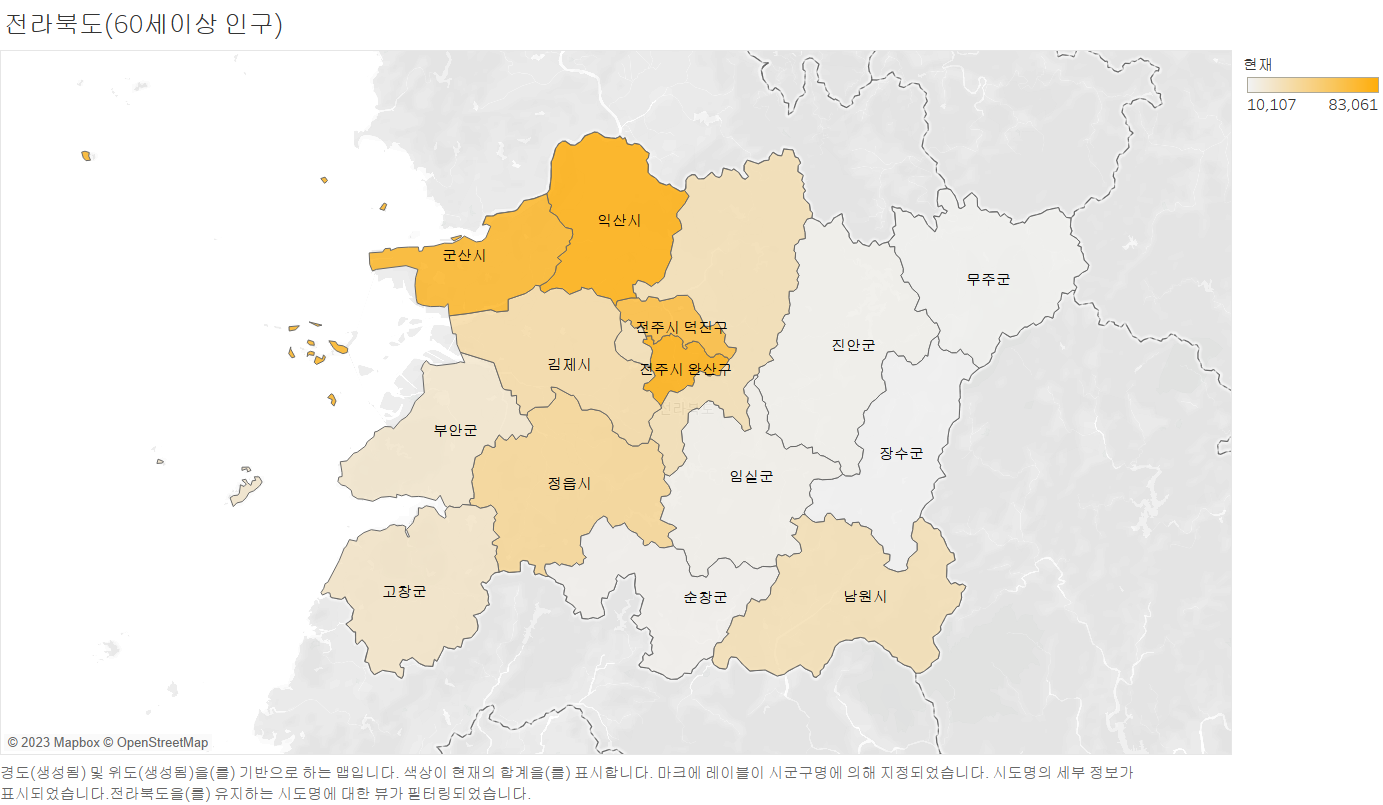 전라북도(60세이상 인구)
현재
10,107 83,061
익산시
군산시
무주군
전주시 덕진구
진안군
김제시
전주시 완산구
전라북도
부안군
장수군
임실군
정읍시
고창군
순창군
남원시
© 2023 Mapbox © OpenStreetMap
경도(생성됨) 및 위도(생성됨)을(를) 기반으로 하는 맵입니다. 색상이 현재의 합계을(를) 표시합니다. 마크에 레이블이 시군구명에 의해 지정되었습니다. 시도명의 세부 정보가
표시되었습니다.전라북도을(를) 유지하는 시도명에 대한 뷰가 필터링되었습니다.